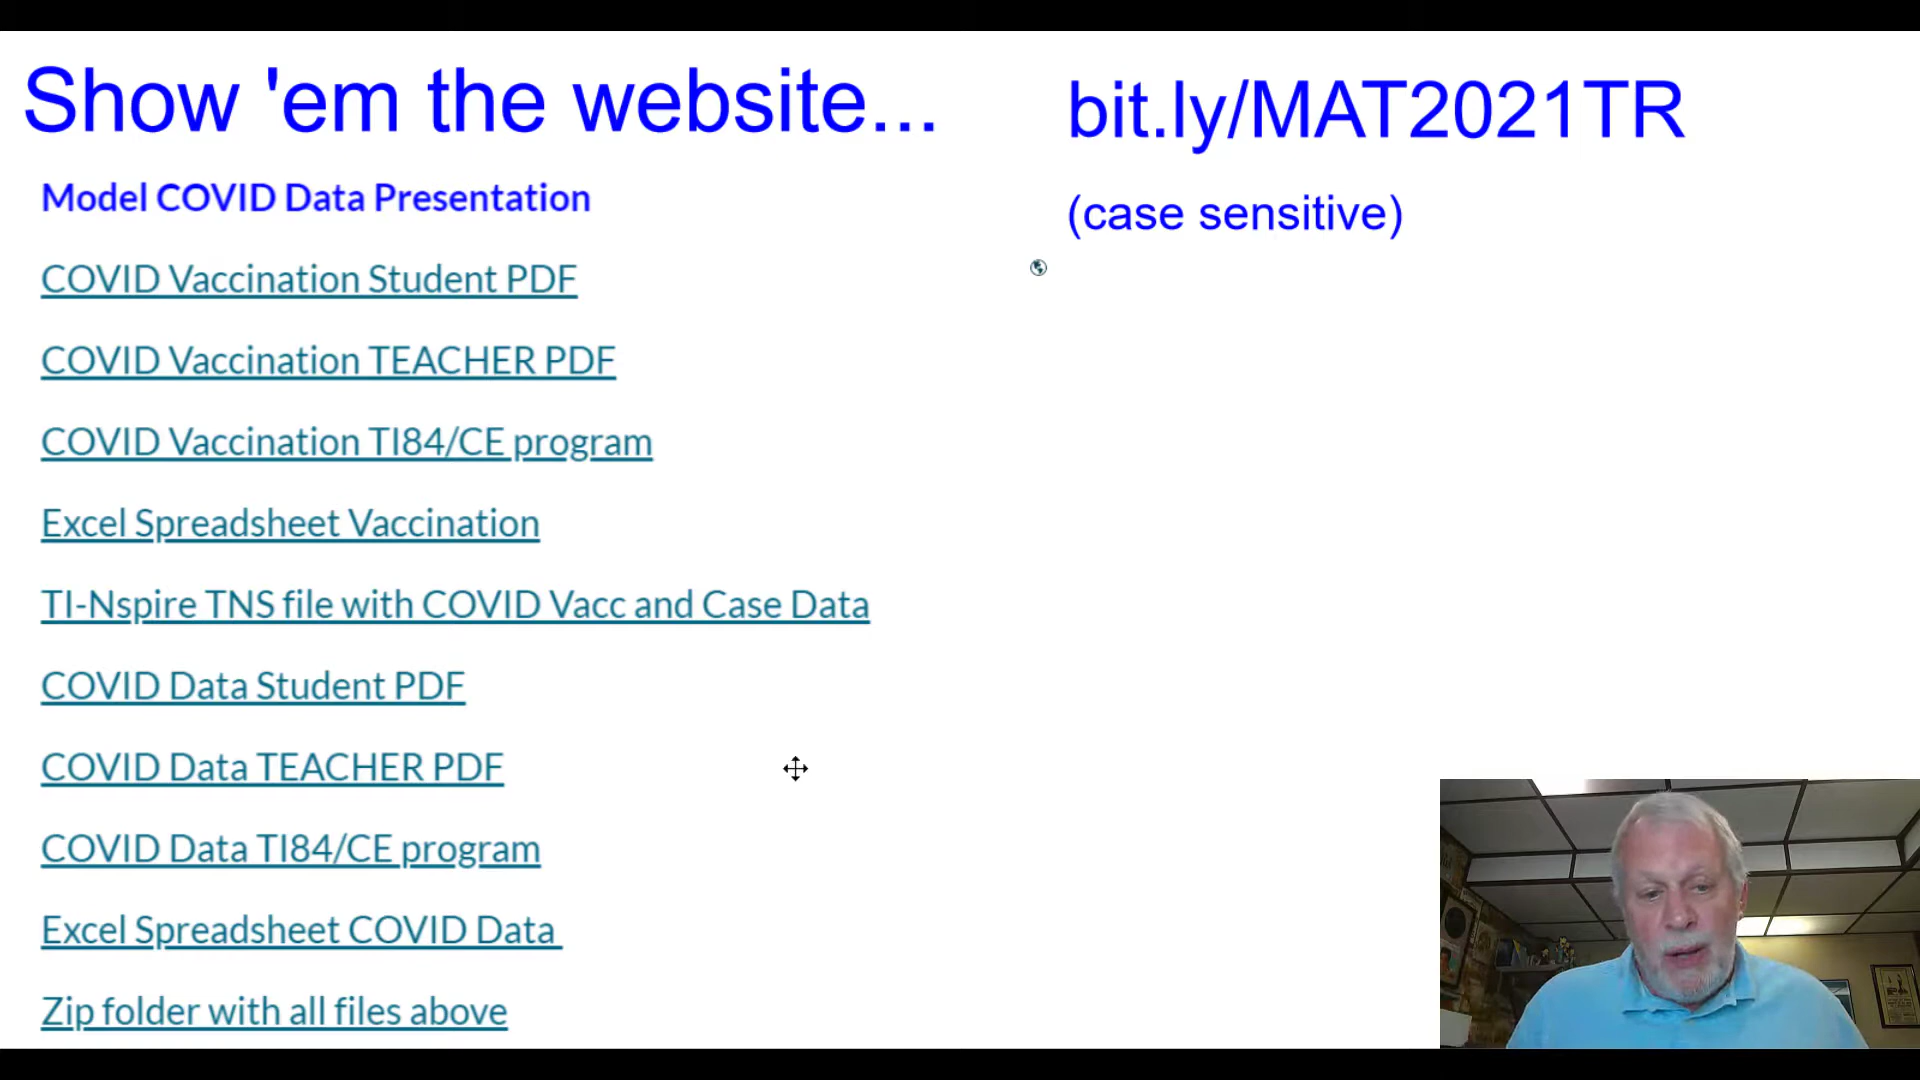 Show 'em the website...
bit.ly/MAT2021TR
(case sensitive)
Model COVID Data Presentation
COVID Vaccination Student PDF
COVID Vaccination TEACHER PDF
COVID Vaccination TI84/CE program
Excel Spreadsheet Vaccination
TI-Nspire TNS file with COVID Vacc and Case Data
COVID Data Student PDF
COVID Data TEACHER PDF
COVID Data TI84/CE program
Excel Spreadsheet COVID Data
Zip folder with all files above